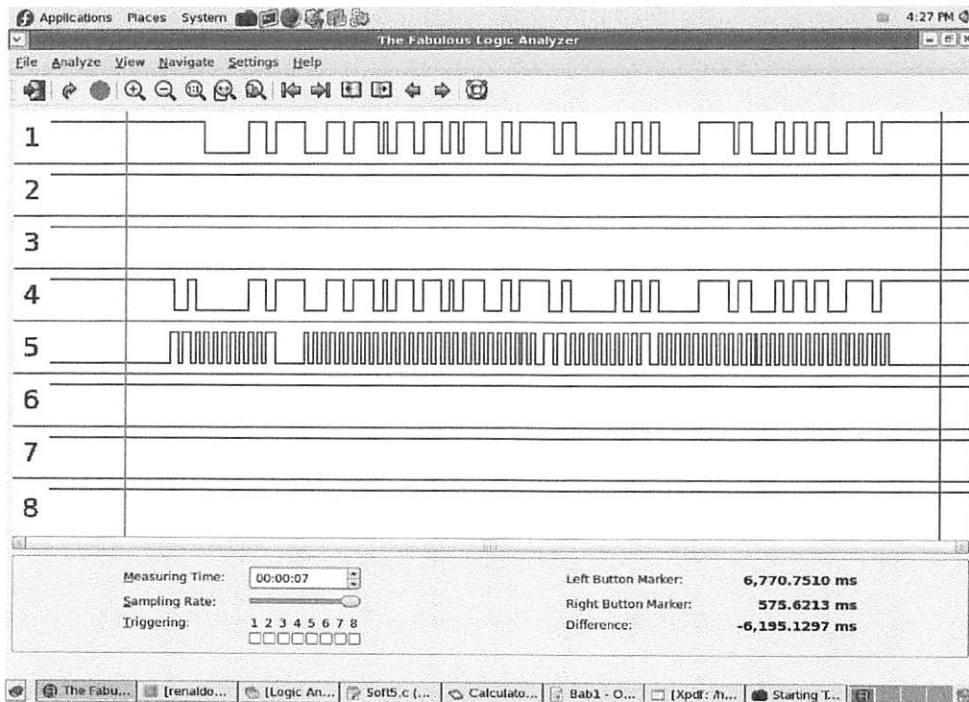 Applications Places System 4:27 PM
The Fabulous Logic Analyzer
File Analyze View Navigate Settings Help
1
2
3
4
5
6
7
8
Measuring Time: 00:00:07
Sampling Rate:
Triggering: 1 2 3 4 5 6 7 8
Left Button Marker: 6,770.7510 ms
Right Button Marker: 575.6213 ms
Difference: -6,195.1297 ms
The Fabu... [renaldo... [Logic An... Soft5.c (... Calculato... Bab1 - O... [Xpdf: /h... Starting T...